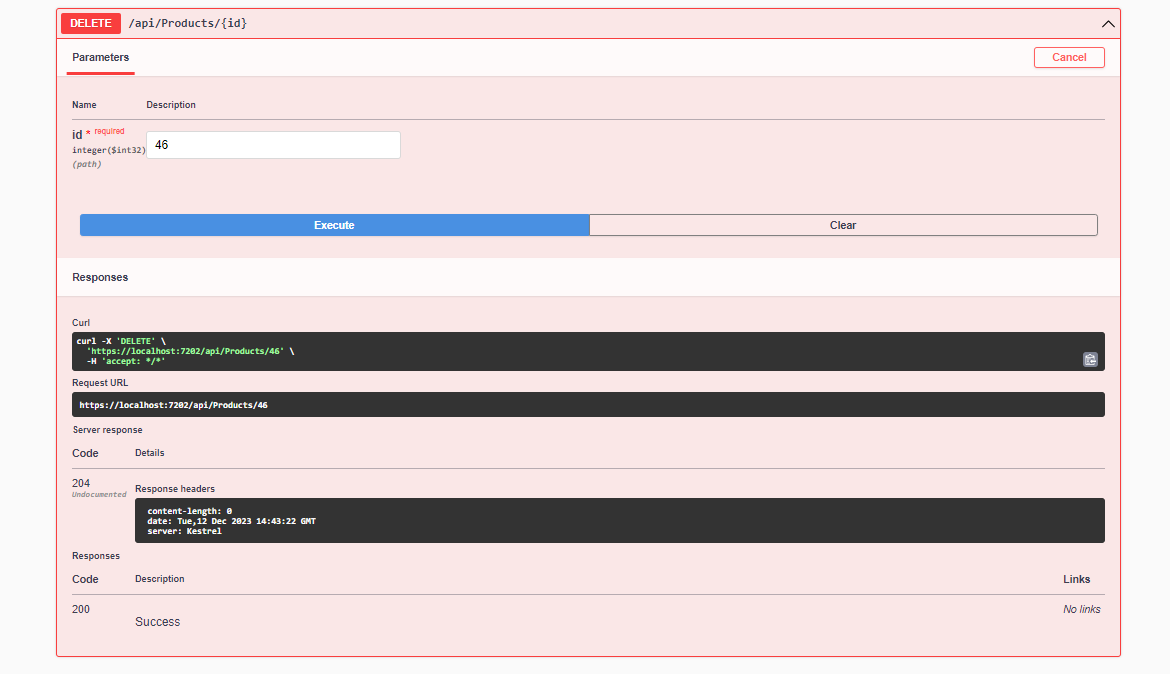 DELETE /api/Products/{id}
Parameters Cancel
Name Description
id * required
integer($int32)
(path)
46
Execute Clear
Responses
Curl
curl -X 'DELETE' \
'https://localhost:7202/api/Products/46' \
-H 'accept: */*'
Request URL
https://localhost:7202/api/Products/46
Server response
Code Details
204
Undocumented
Response headers
content-length: 0
date: Tue,12 Dec 2023 14:43:22 GMT
server: Kestrel
Responses
Code Description Links
200 No links
Success